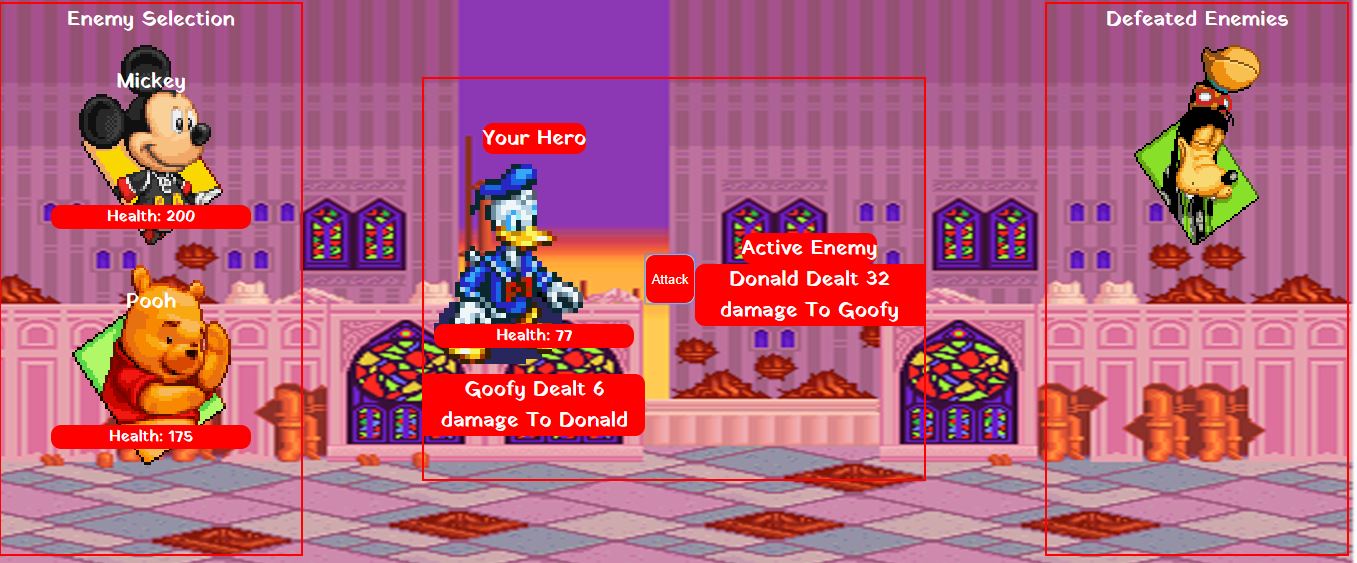 Enemy Selection
Mickey
Health: 200
Pooh
Health: 175
Your Hero
Health: 77
Goofy Dealt 6
damage To Donald
Attack
Active Enemy
Donald Dealt 32
damage To Goofy
Defeated Enemies